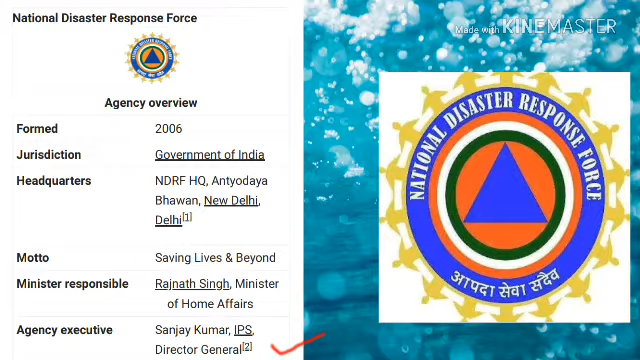 National Disaster Response Force
Agency overview
Formed 2006
Jurisdiction Government of India
Headquarters NDRF HQ, Antyodaya
Bhawan, New Delhi,
Delhi[1]
Motto Saving Lives & Beyond
Minister responsible Rajnath Singh, Minister
of Home Affairs
Agency executive Sanjay Kumar, IPS,
Director General[2]
Made with KINEMASTER
NATIONAL DISASTER RESPONSE FORCE
आपदा सेवा सदैव